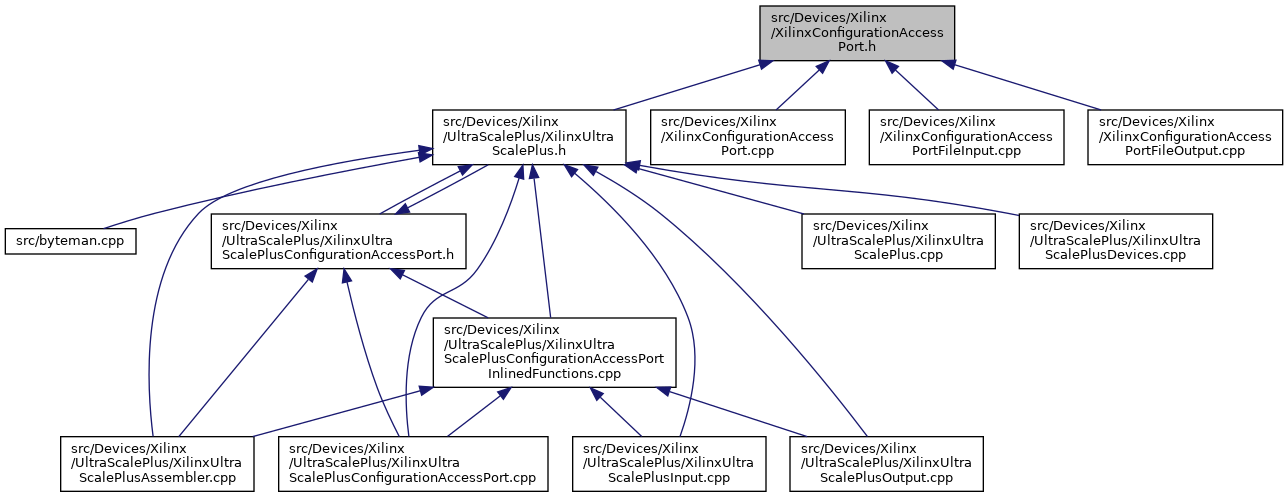 src/Devices/Xilinx
/XilinxConfigurationAccess
Port.h
src/Devices/Xilinx
/UltraScalePlus/XilinxUltra
ScalePlus.h
src/Devices/Xilinx
/XilinxConfigurationAccess
Port.cpp
src/Devices/Xilinx
/XilinxConfigurationAccess
PortFileInput.cpp
src/Devices/Xilinx
/XilinxConfigurationAccess
PortFileOutput.cpp
src/byteman.cpp
src/Devices/Xilinx
/UltraScalePlus/XilinxUltra
ScalePlusConfigurationAccessPort.h
src/Devices/Xilinx
/UltraScalePlus/XilinxUltra
ScalePlus.cpp
src/Devices/Xilinx
/UltraScalePlus/XilinxUltra
ScalePlusDevices.cpp
src/Devices/Xilinx
/UltraScalePlus/XilinxUltra
ScalePlusConfigurationAccessPort
InlinedFunctions.cpp
src/Devices/Xilinx
/UltraScalePlus/XilinxUltra
ScalePlusAssembler.cpp
src/Devices/Xilinx
/UltraScalePlus/XilinxUltra
ScalePlusConfigurationAccessPort.cpp
src/Devices/Xilinx
/UltraScalePlus/XilinxUltra
ScalePlusInput.cpp
src/Devices/Xilinx
/UltraScalePlus/XilinxUltra
ScalePlusOutput.cpp